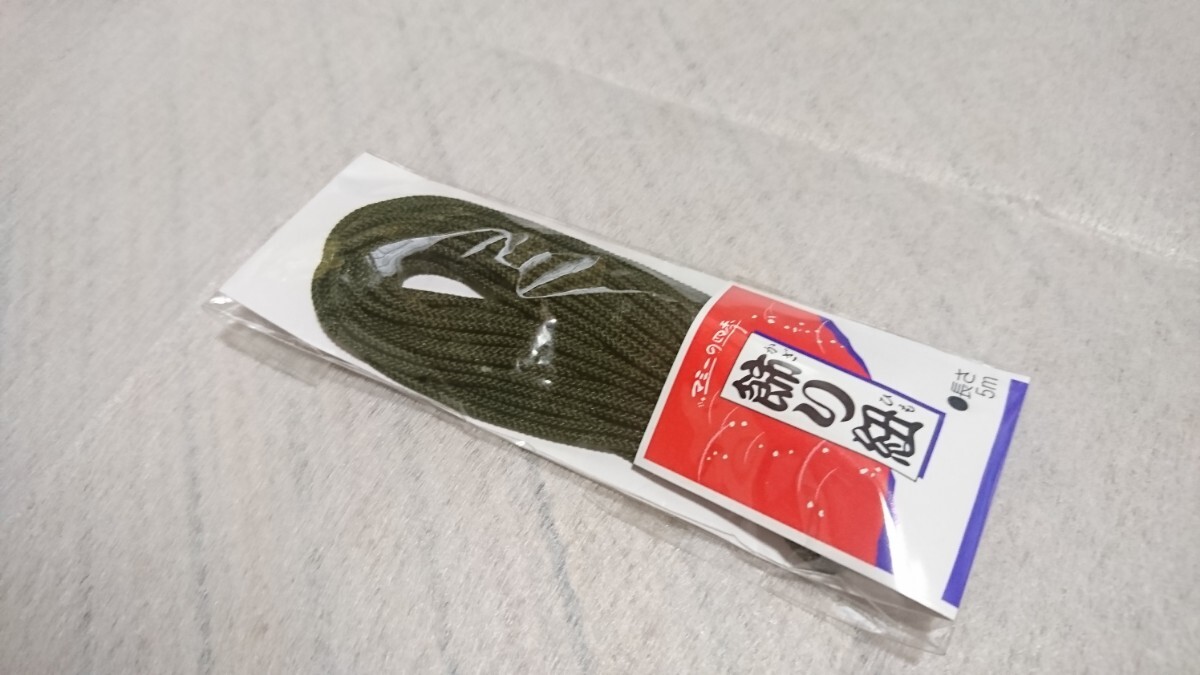 マミーの四季
かざ ひも
飾り紐
●長さ
5m